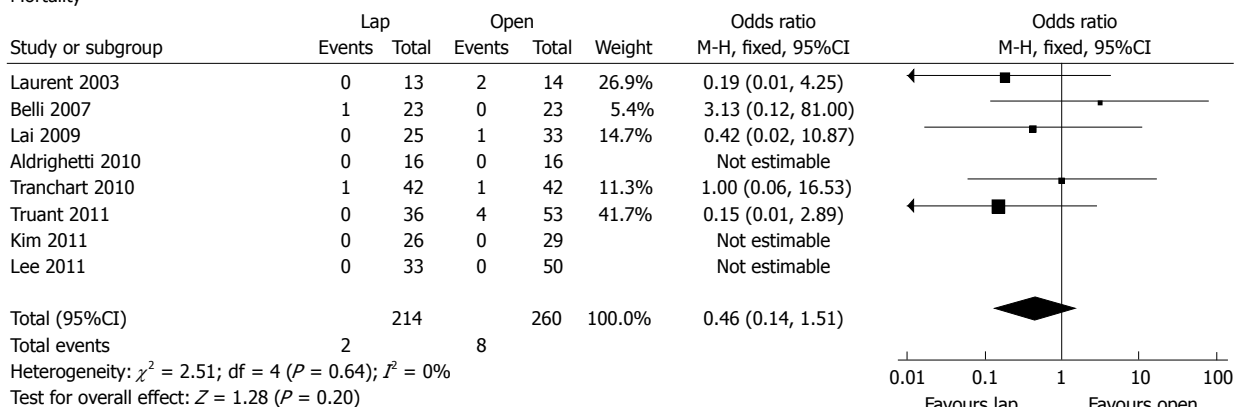 Mortality
Lap Open Odds ratio Odds ratio
Study or subgroup Events Total Events Total Weight M-H, fixed, 95%CI M-H, fixed, 95%CI
Laurent 2003 0 13 2 14 26.9% 0.19 (0.01, 4.25)
Belli 2007 1 23 0 23 5.4% 3.13 (0.12, 81.00)
Lai 2009 0 25 1 33 14.7% 0.42 (0.02, 10.87)
Aldrighetti 2010 0 16 0 16 Not estimable
Tranchart 2010 1 42 1 42 11.3% 1.00 (0.06, 16.53)
Truant 2011 0 36 4 53 41.7% 0.15 (0.01, 2.89)
Kim 2011 0 26 0 29 Not estimable
Lee 2011 0 33 0 50 Not estimable
Total (95%CI) 214 260 100.0% 0.46 (0.14, 1.51)
Total events 2 8
Heterogeneity: χ² = 2.51; df = 4 (P = 0.64); I² = 0%
Test for overall effect: Z = 1.28 (P = 0.20)
0.01 0.1 1 10 100
Favours lap Favours open